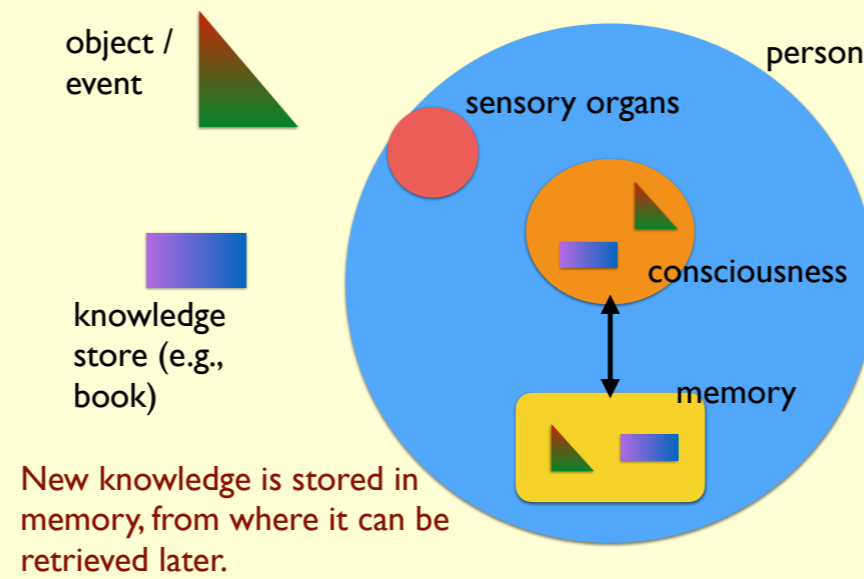 object /
event
person
sensory organs
consciousness
knowledge
store (e.g.,
book)
memory
New knowledge is stored in
memory, from where it can be
retrieved later.